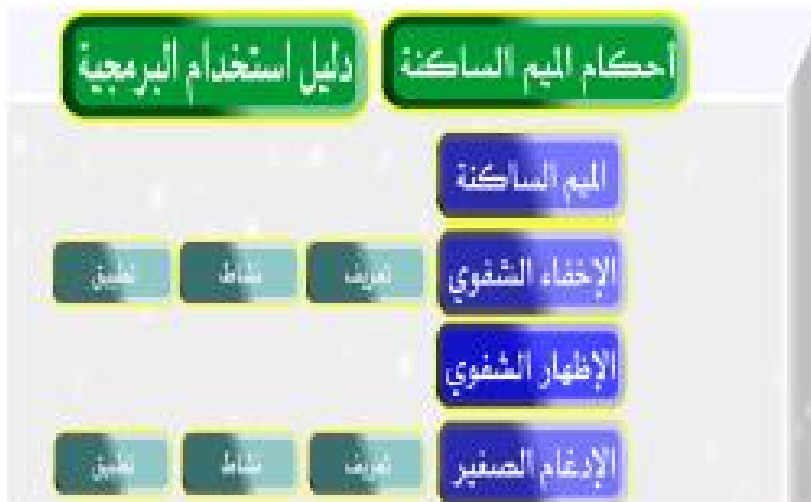 أحكام الميم الساكنة
دليل استخدام البرمجية
الميم الساكنة
الإخفاء الشفوي
تعريف
نشاط
تطبيق
الإظهار الشفوي
الإدغام الصغير
تعريف
نشاط
تطبيق